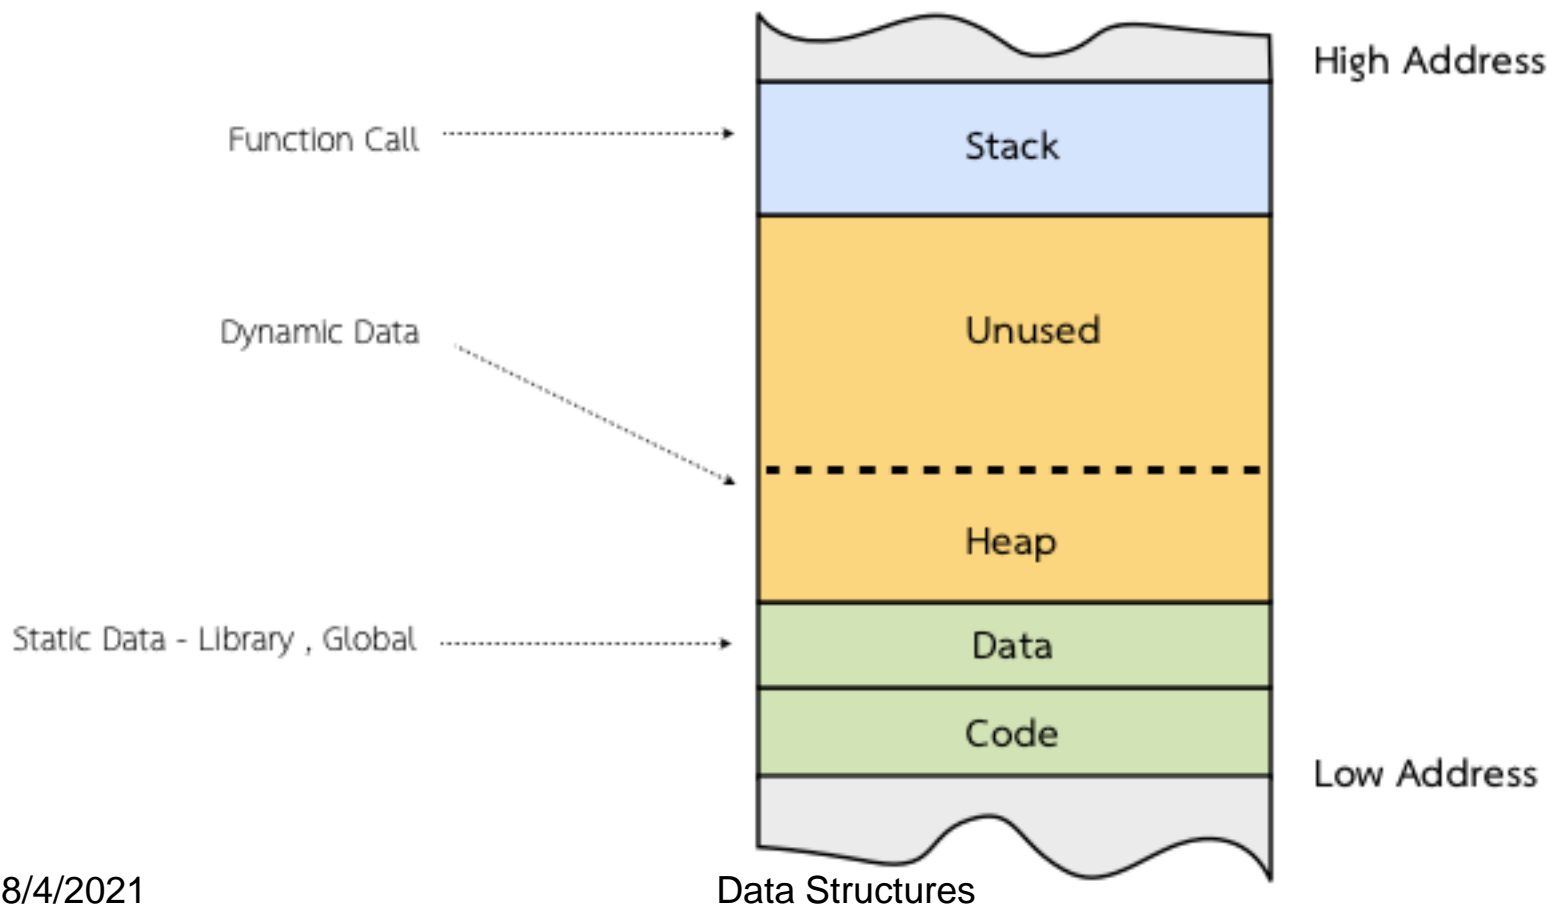 High Address
Function Call
Stack
Dynamic Data
Unused
Heap
Static Data - Library , Global
Data
Code
Low Address
8/4/2021
Data Structures